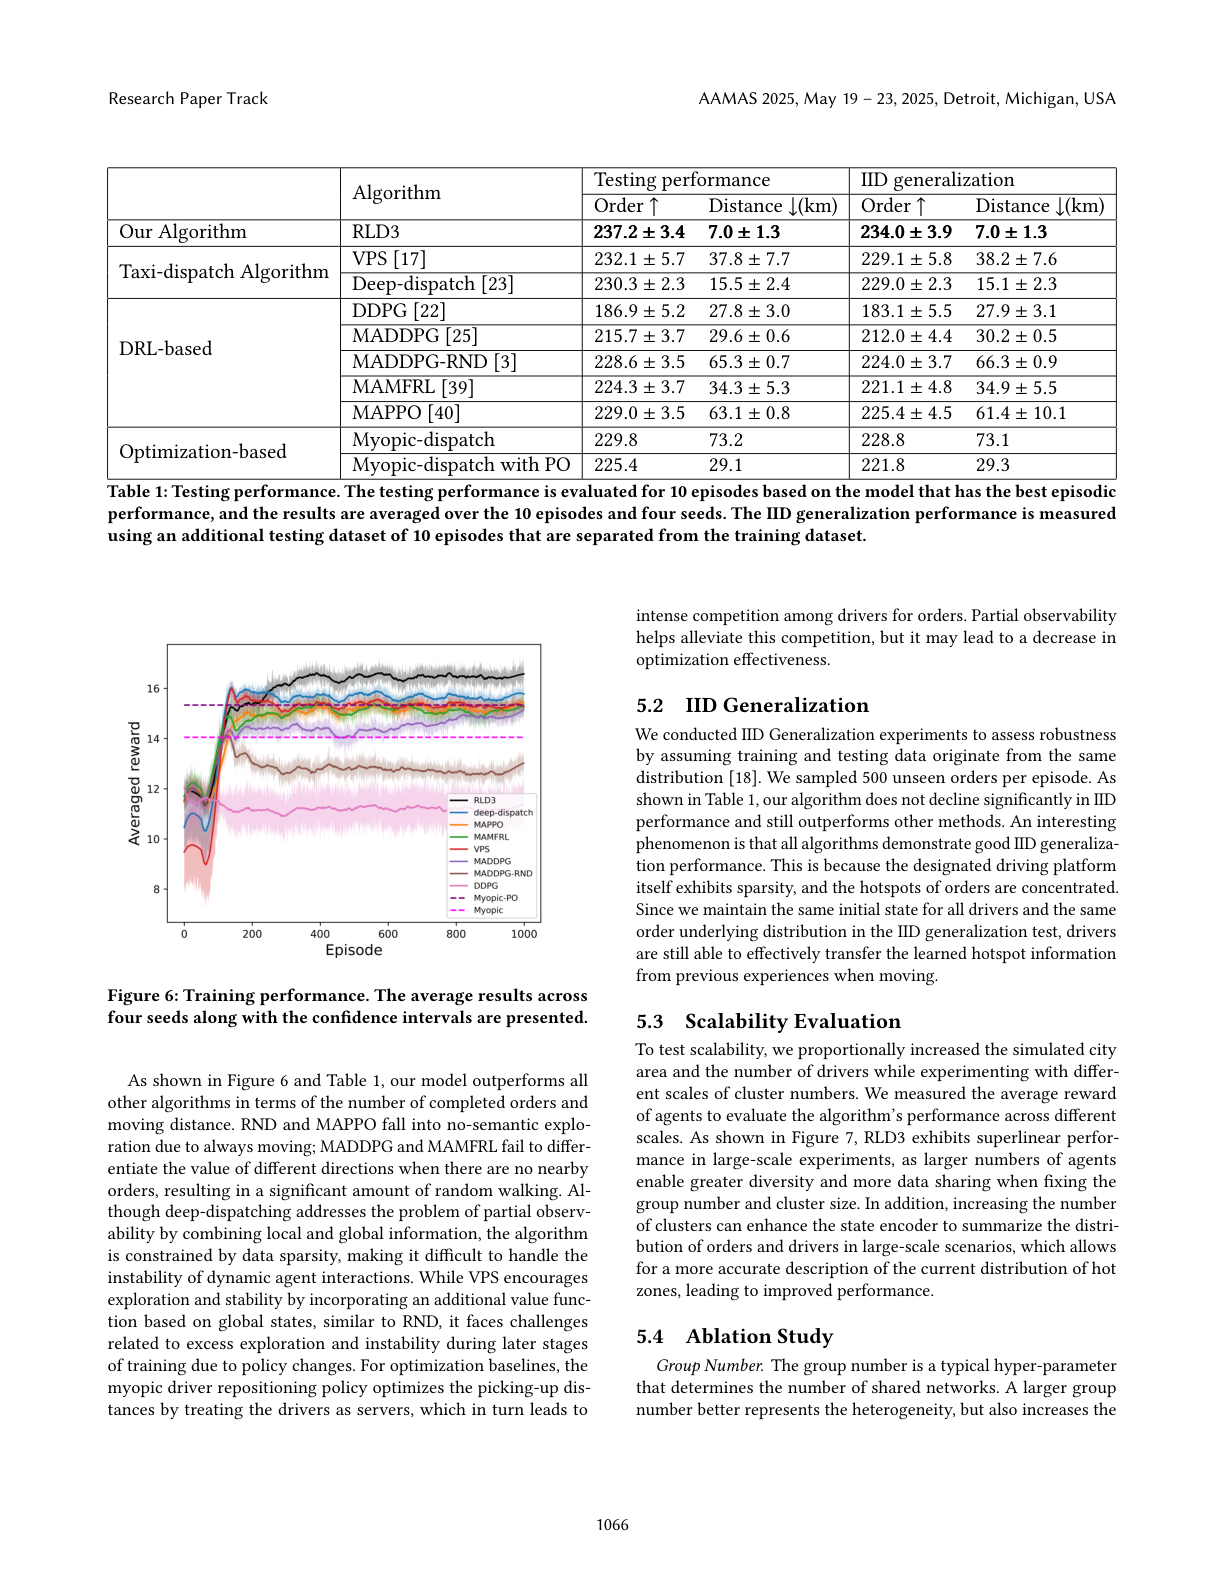 Research Paper Track
AAMAS 2025, May 19 – 23, 2025, Detroit, Michigan, USA
Algorithm
Testing performance
IID generalization
Order ↑
Distance ↓(km)
Order ↑
Distance ↓(km)
Our Algorithm
RLD3
237.2 ± 3.4
7.0 ± 1.3
234.0 ± 3.9
7.0 ± 1.3
Taxi-dispatch Algorithm
VPS [17]
232.1 ± 5.7
37.8 ± 7.7
229.1 ± 5.8
38.2 ± 7.6
Deep-dispatch [23]
230.3 ± 2.3
15.5 ± 2.4
229.0 ± 2.3
15.1 ± 2.3
DRL-based
DDPG [22]
186.9 ± 5.2
27.8 ± 3.0
183.1 ± 5.5
27.9 ± 3.1
MADDPG [25]
215.7 ± 3.7
29.6 ± 0.6
212.0 ± 4.4
30.2 ± 0.5
MADDPG-RND [3]
228.6 ± 3.5
65.3 ± 0.7
224.0 ± 3.7
66.3 ± 0.9
MAMFRL [39]
224.3 ± 3.7
34.3 ± 5.3
221.1 ± 4.8
34.9 ± 5.5
MAPPO [40]
229.0 ± 3.5
63.1 ± 0.8
225.4 ± 4.5
61.4 ± 10.1
Optimization-based
Myopic-dispatch
229.8
73.2
228.8
73.1
Myopic-dispatch with PO
225.4
29.1
221.8
29.3
Table 1: Testing performance. The testing performance is evaluated for 10 episodes based on the model that has the best episodic
performance, and the results are averaged over the 10 episodes and four seeds. The IID generalization performance is measured
using an additional testing dataset of 10 episodes that are separated from the training dataset.
Averaged reward
16
14
12
10
8
0
200
400
600
800
1000
Episode
RLD3
deep-dispatch
MAPPO
MAMFRL
VPS
MADDPG
MADDPG-RND
DDPG
Myopic-PO
Myopic
Figure 6: Training performance. The average results across
four seeds along with the confidence intervals are presented.
As shown in Figure 6 and Table 1, our model outperforms all
other algorithms in terms of the number of completed orders and
moving distance. RND and MAPPO fall into no-semantic explo-
ration due to always moving; MADDPG and MAMFRL fail to differ-
entiate the value of different directions when there are no nearby
orders, resulting in a significant amount of random walking. Al-
though deep-dispatching addresses the problem of partial observ-
ability by combining local and global information, the algorithm
is constrained by data sparsity, making it difficult to handle the
instability of dynamic agent interactions. While VPS encourages
exploration and stability by incorporating an additional value func-
tion based on global states, similar to RND, it faces challenges
related to excess exploration and instability during later stages
of training due to policy changes. For optimization baselines, the
myopic driver repositioning policy optimizes the picking-up dis-
tances by treating the drivers as servers, which in turn leads to
intense competition among drivers for orders. Partial observability
helps alleviate this competition, but it may lead to a decrease in
optimization effectiveness.
5.2 IID Generalization
We conducted IID Generalization experiments to assess robustness
by assuming training and testing data originate from the same
distribution [18]. We sampled 500 unseen orders per episode. As
shown in Table 1, our algorithm does not decline significantly in IID
performance and still outperforms other methods. An interesting
phenomenon is that all algorithms demonstrate good IID generaliza-
tion performance. This is because the designated driving platform
itself exhibits sparsity, and the hotspots of orders are concentrated.
Since we maintain the same initial state for all drivers and the same
order underlying distribution in the IID generalization test, drivers
are still able to effectively transfer the learned hotspot information
from previous experiences when moving.
5.3 Scalability Evaluation
To test scalability, we proportionally increased the simulated city
area and the number of drivers while experimenting with differ-
ent scales of cluster numbers. We measured the average reward
of agents to evaluate the algorithm's performance across different
scales. As shown in Figure 7, RLD3 exhibits superlinear perfor-
mance in large-scale experiments, as larger numbers of agents
enable greater diversity and more data sharing when fixing the
group number and cluster size. In addition, increasing the number
of clusters can enhance the state encoder to summarize the distri-
bution of orders and drivers in large-scale scenarios, which allows
for a more accurate description of the current distribution of hot
zones, leading to improved performance.
5.4 Ablation Study
Group Number. The group number is a typical hyper-parameter
that determines the number of shared networks. A larger group
number better represents the heterogeneity, but also increases the
1066